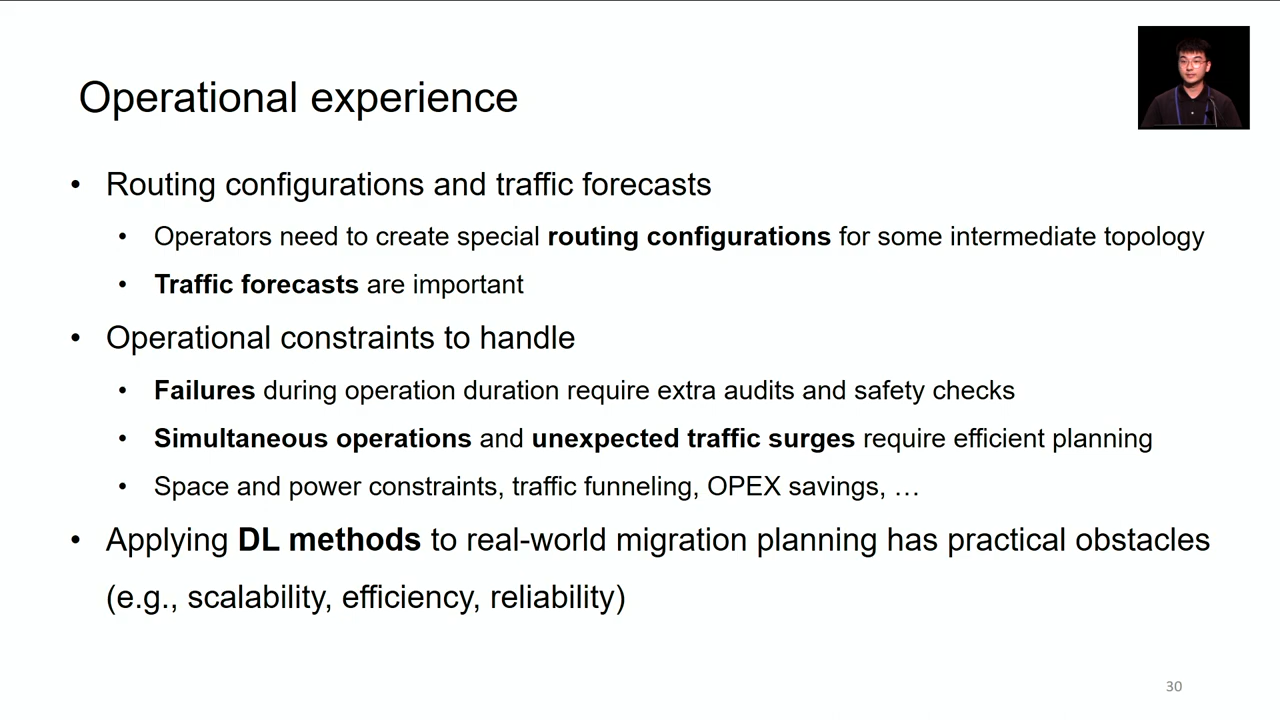 Operational experience
• Routing configurations and traffic forecasts
• Operators need to create special routing configurations for some intermediate topology
• Traffic forecasts are important
• Operational constraints to handle
• Failures during operation duration require extra audits and safety checks
• Simultaneous operations and unexpected traffic surges require efficient planning
• Space and power constraints, traffic funneling, OPEX savings, …
• Applying DL methods to real-world migration planning has practical obstacles
(e.g., scalability, efficiency, reliability)
30